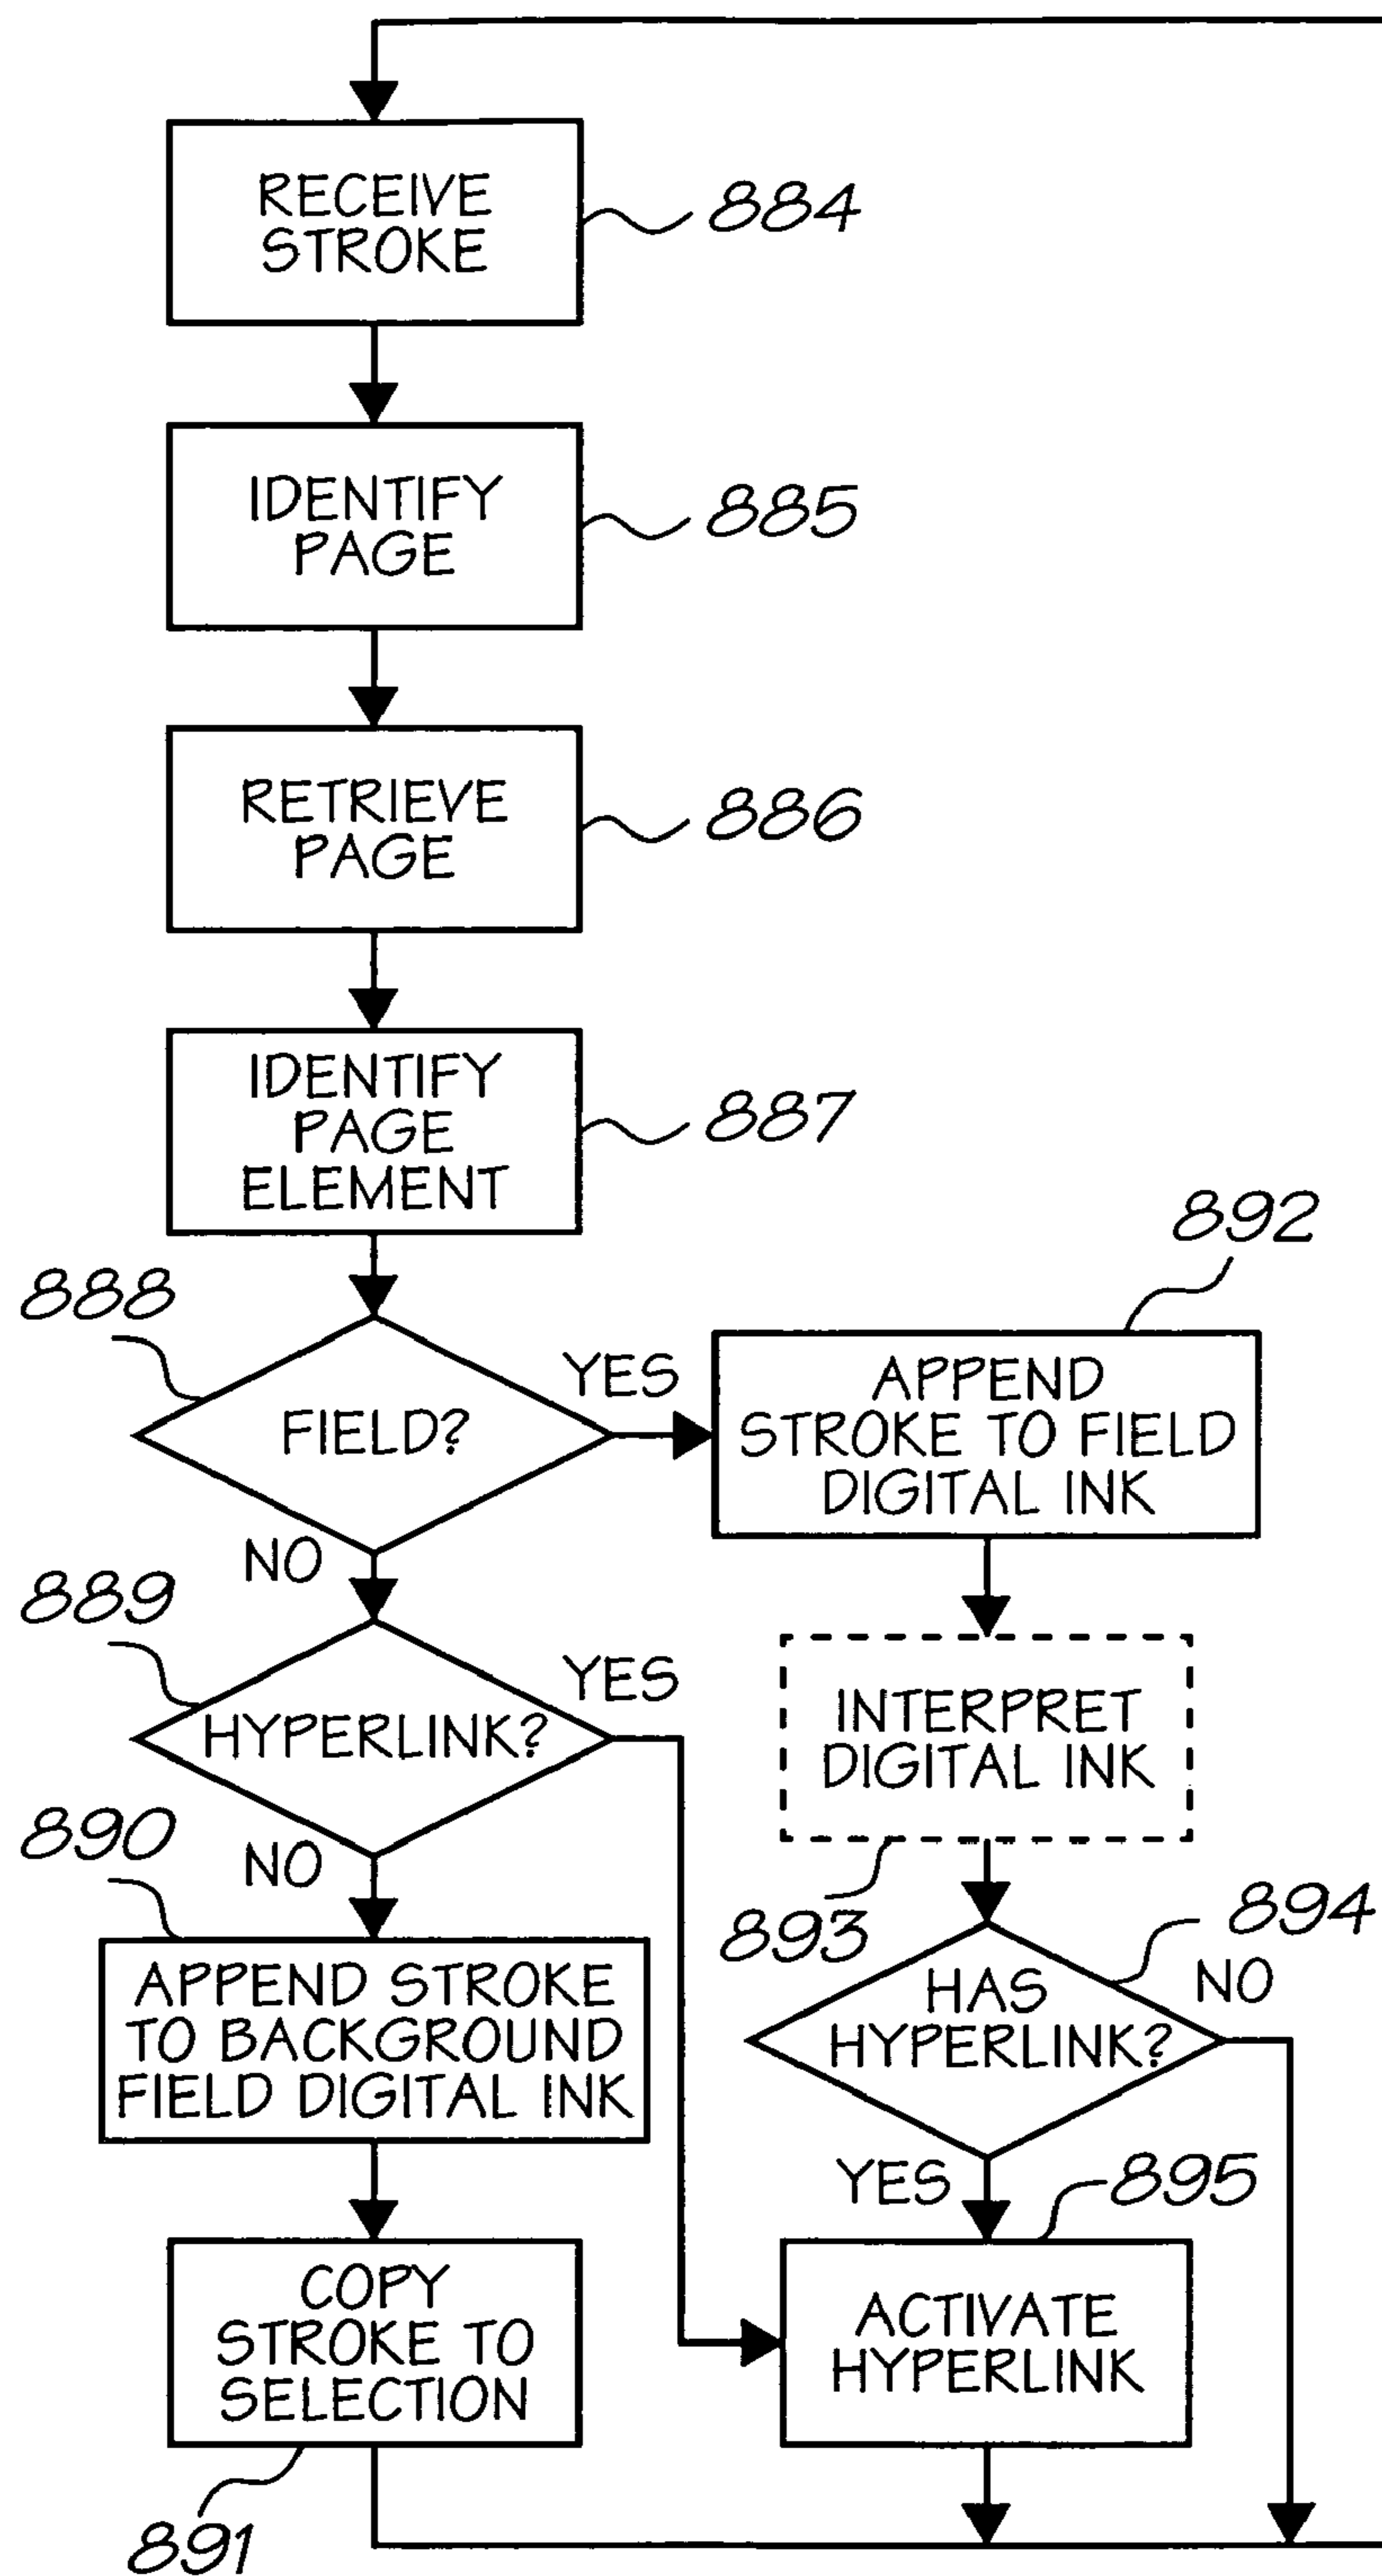 RECEIVE
STROKE
884
IDENTIFY
PAGE
885
RETRIEVE
PAGE
886
IDENTIFY
PAGE
ELEMENT
887
888
FIELD?
YES
NO
892
APPEND
STROKE TO FIELD
DIGITAL INK
889
HYPERLINK?
YES
NO
INTERPRET
DIGITAL INK
893
890
APPEND STROKE
TO BACKGROUND
FIELD DIGITAL INK
894
HAS
HYPERLINK?
NO
YES
895
COPY
STROKE TO
SELECTION
891
ACTIVATE
HYPERLINK